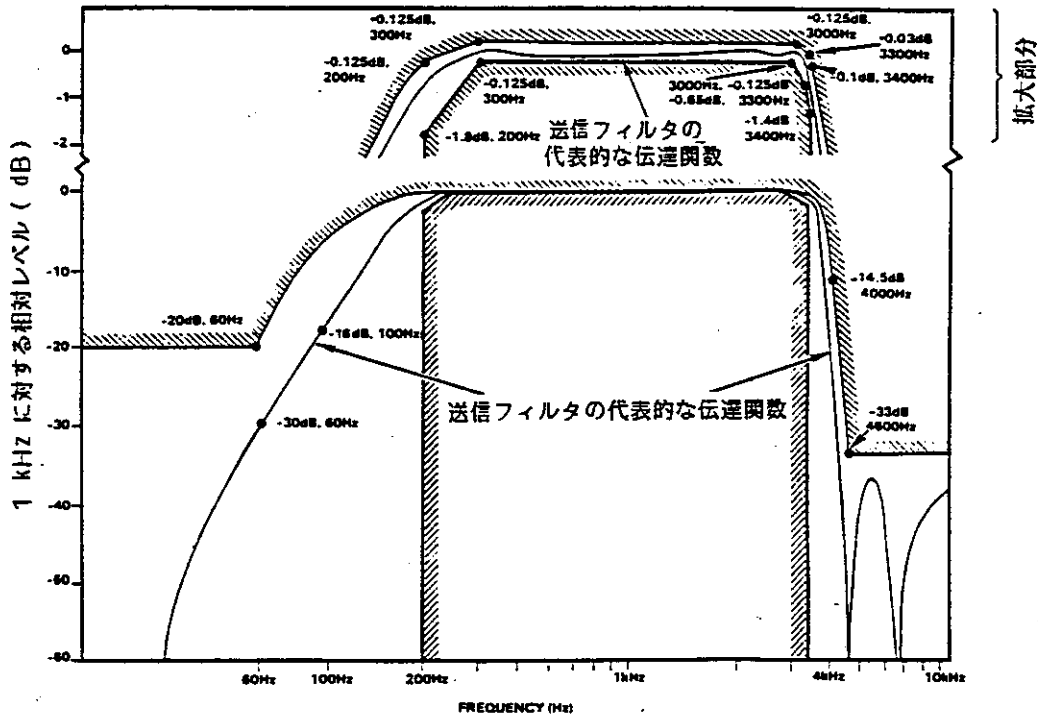 -0.125dB.
300Hz
-0.125dB.
3000Hz
-0.03dB
3300Hz
-0.1dB, 3400Hz
-0.125dB,
200Hz
-0.125dB,
300Hz
3000Hz, -0.125dB
-0.65dB, 3300Hz
-1.4dB
3400Hz
-1.8dB, 200Hz
送信フィルタの
代表的な伝達関数
拡大部分
0
-1
-2
0
-10
-20
-30
-40
-50
-60
1 kHz に対する相対レベル ( dB )
-14.5dB
4000Hz
-20dB, 60Hz
-16dB, 100Hz
送信フィルタの代表的な伝達関数
-30dB, 60Hz
-33dB
4600Hz
60Hz
100Hz
200Hz
1kHz
4kHz
10kHz
FREQUENCY (Hz)